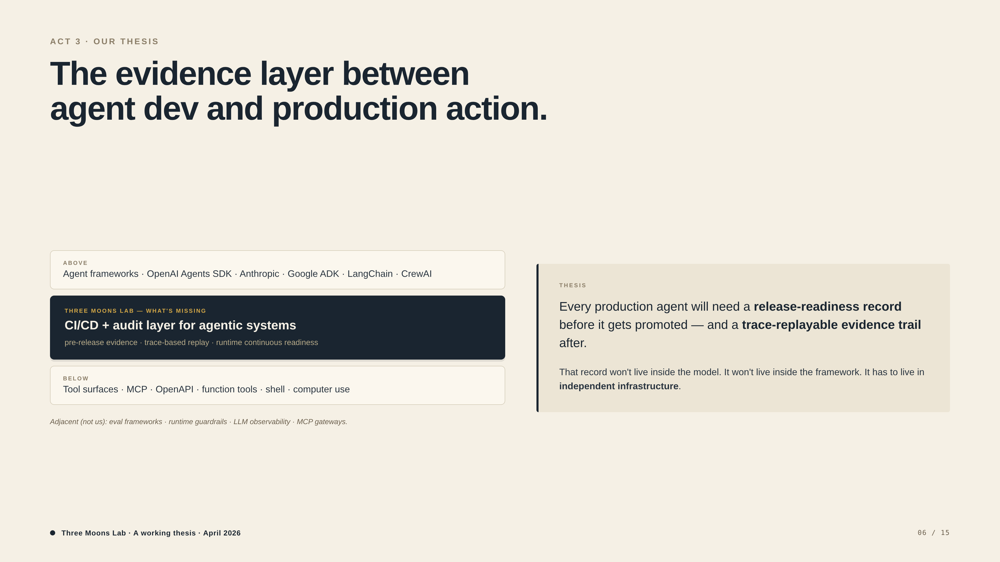 ACT 3 · OUR THESIS
The evidence layer between
agent dev and production action.
ABOVE
Agent frameworks · OpenAI Agents SDK · Anthropic · Google ADK · LangChain · CrewAI
THREE MOONS LAB — WHAT'S MISSING
CI/CD + audit layer for agentic systems
pre-release evidence · trace-based replay · runtime continuous readiness
BELOW
Tool surfaces · MCP · OpenAPI · function tools · shell · computer use
Adjacent (not us): eval frameworks · runtime guardrails · LLM observability · MCP gateways.
THESIS
Every production agent will need a release-readiness record
before it gets promoted — and a trace-replayable evidence trail
after.
That record won't live inside the model. It won't live inside the framework. It has to live in
independent infrastructure.
Three Moons Lab · A working thesis · April 2026
06 / 15